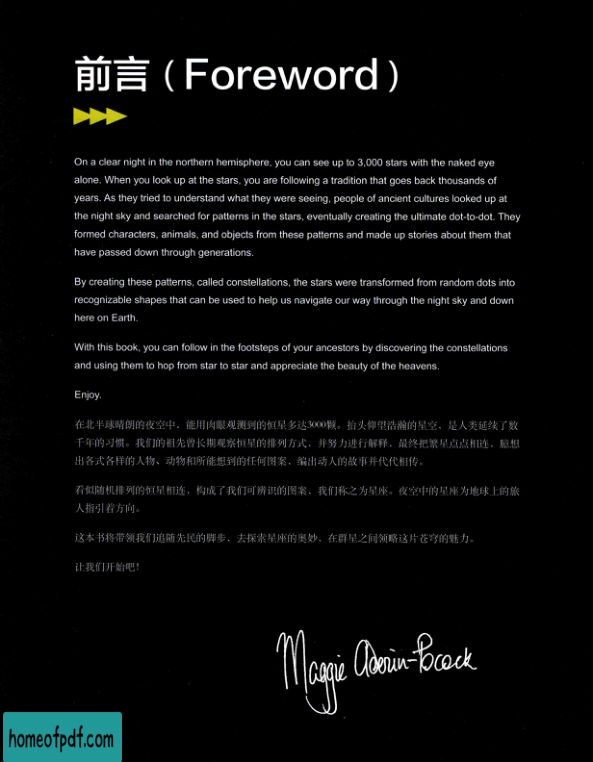 前言（Foreword）
On a clear night in the northern hemisphere, you can see up to 3,000 stars with the naked eye
alone. When you look up at the stars, you are following a tradition that goes back thousands of
years. As they tried to understand what they were seeing, people of ancient cultures looked up at
the night sky and searched for patterns in the stars, eventually creating the ultimate dot-to-dot. They
formed characters, animals, and objects from these patterns and made up stories about them that
have passed down through generations.
By creating these patterns, called constellations, the stars were transformed from random dots into
recognizable shapes that can be used to help us navigate our way through the night sky and down
here on Earth.
With this book, you can follow in the footsteps of your ancestors by discovering the constellations
and using them to hop from star to star and appreciate the beauty of the heavens.
Enjoy.
在北半球晴朗的夜空中，能用肉眼观测到的恒星多达3000颗。抬头仰望浩瀚的星空，是人类延续了数
千年的习惯。我们的祖先曾长期观察恒星的排列方式，并努力进行解释，最终把繁星点点相连，臆想
出各式各样的人物、动物和所能想到的任何图案，编出动人的故事并代代相传。
看似随机排列的恒星相连，构成了我们可辨识的图案，我们称之为星座。夜空中的星座为地球上的旅
人指引着方向。
这本书将带领我们追随先民的脚步，去探索星座的奥妙，在群星之间领略这片苍穹的魅力。
让我们开始吧！
Maggie Aderin-Pocock
homeofpdf.com